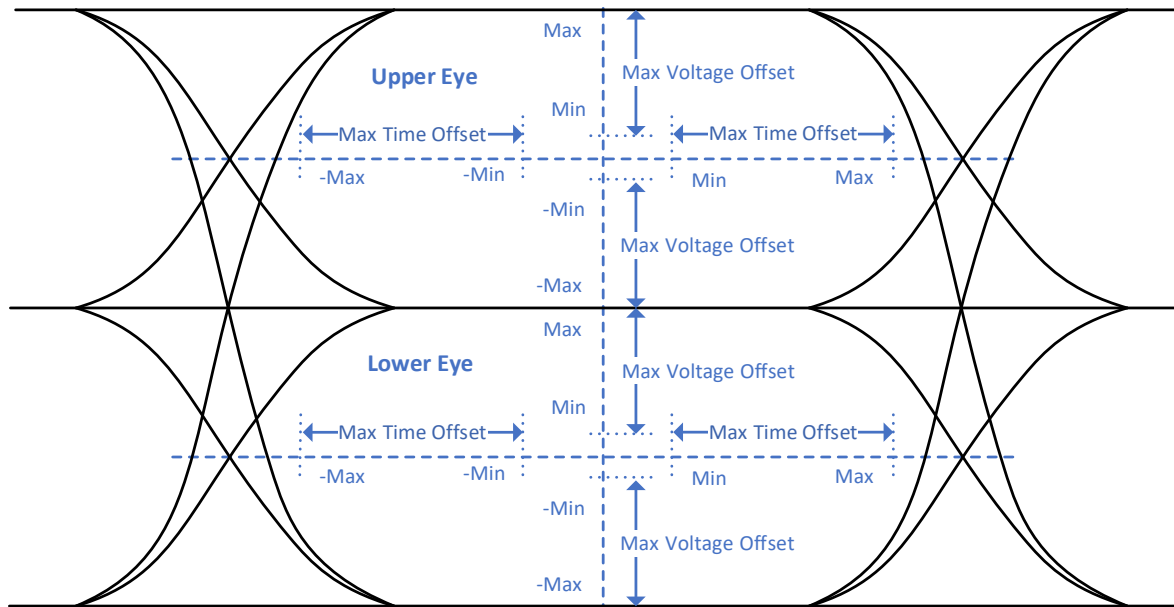 Max
Max Voltage Offset
Upper Eye
Min
Max Time Offset
Max Time Offset
-Max
-Min
Min
Max
-Min
Max Voltage Offset
-Max
Max
Lower Eye
Max Voltage Offset
Min
Max Time Offset
Max Time Offset
-Max
-Min
Min
Max
-Min
Max Voltage Offset
-Max